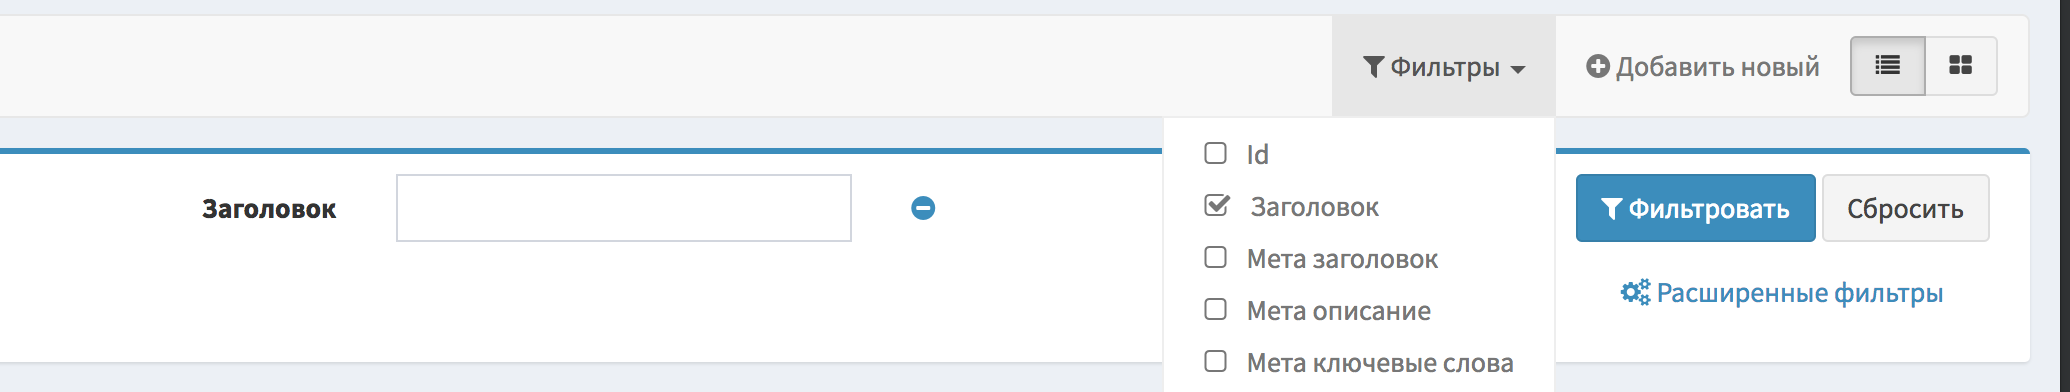 Фильтры
Добавить новый
Заголовок
Id
Заголовок
Мета заголовок
Мета описание
Мета ключевые слова
Фильтровать
Сбросить
Расширенные фильтры